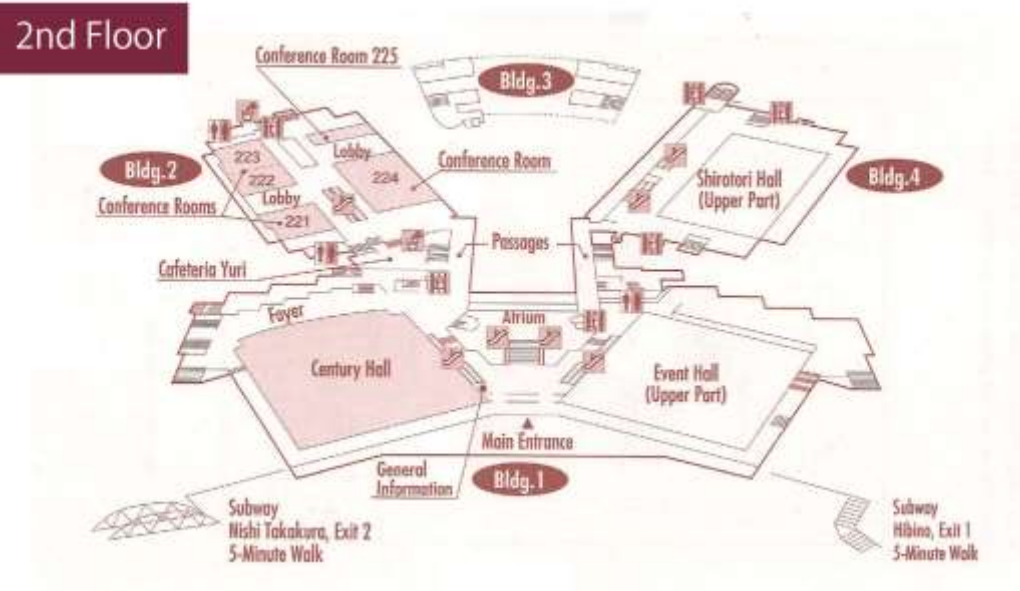 2nd Floor
Conference Room 225
Bldg.3
223
Lobby
Conference Room
Bldg.2
222
224
Shirotori Hall
(Upper Part)
Bldg.4
Conference Rooms
Lobby
221
Passages
Cafeteria Yuri
Foyer
Atrium
Century Hall
Event Hall
(Upper Part)
Main Entrance
General
Information
Bldg.1
Subway
Nishi Takakura, Exit 2
5-Minute Walk
Subway
Hibino, Exit 1
5-Minute Walk